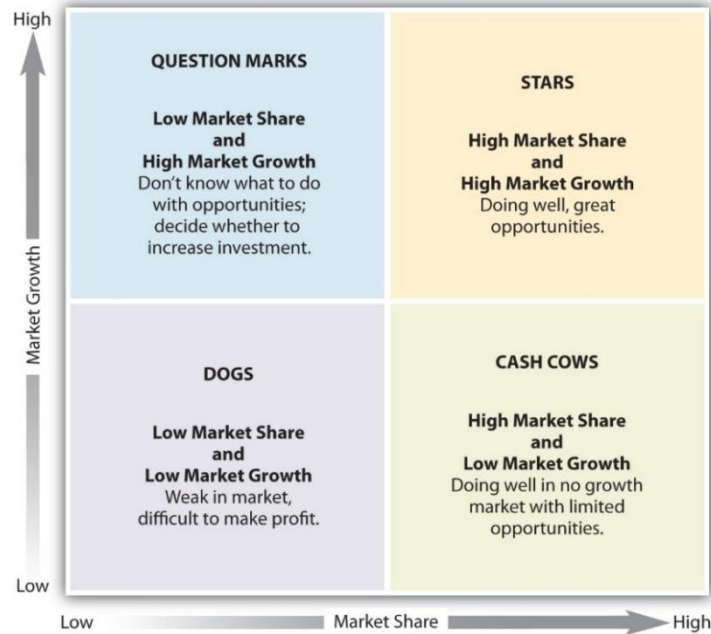 High
QUESTION MARKS
Low Market Share
and
High Market Growth
Don’t know what to do
with opportunities;
decide whether to
increase investment.
STARS
High Market Share
and
High Market Growth
Doing well, great
opportunities.
Market Growth
DOGS
Low Market Share
and
Low Market Growth
Weak in market,
difficult to make profit.
CASH COWS
High Market Share
and
Low Market Growth
Doing well in no growth
market with limited
opportunities.
Low
Low
Market Share
High